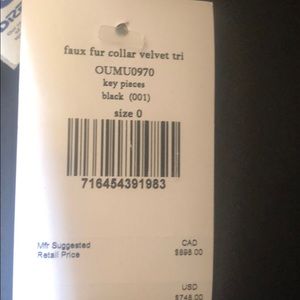 faux fur collar velvet tri
OUMU0970
key pieces
black (001)
size 0
716454391983
Mfr Suggested CAD
Retail Price $898.00
USD
$748.00